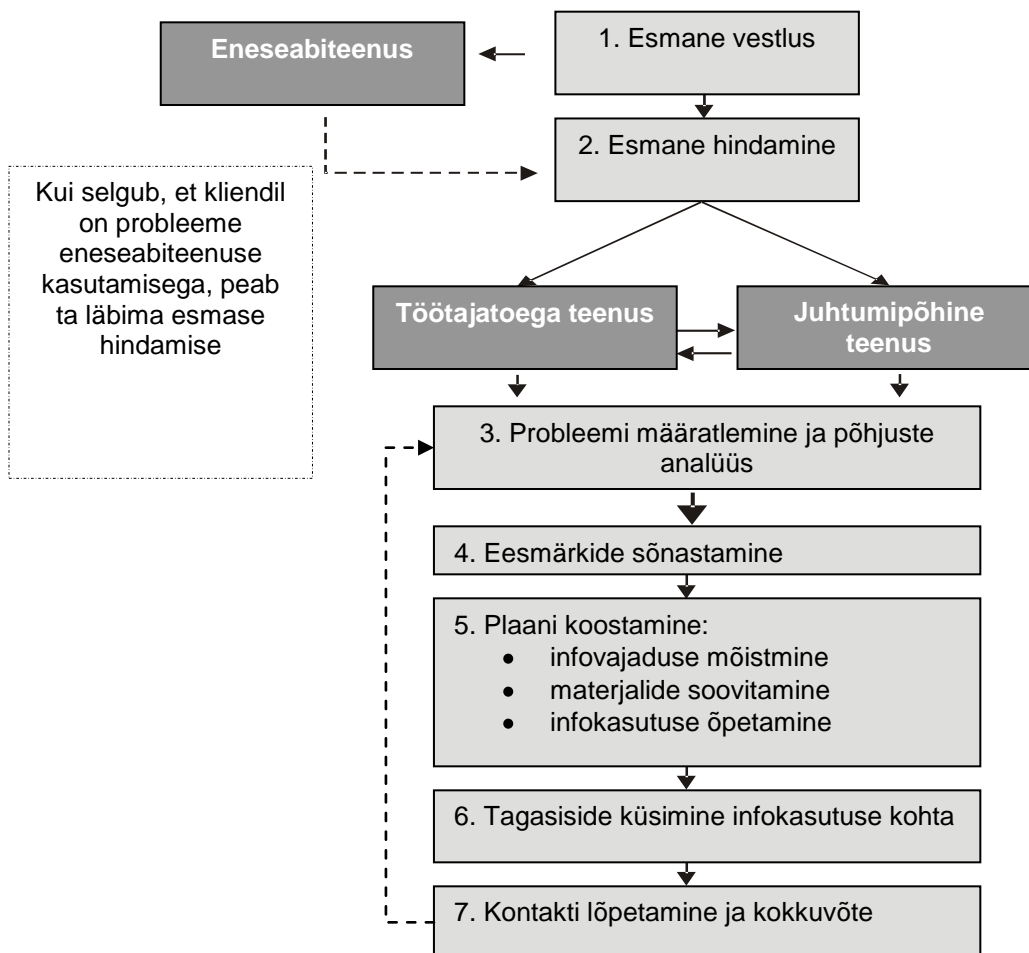 Eneseabiteenus
1. Esmane vestlus
2. Esmane hindamine
Kui selgub, et kliendil
on probleeme
eneseabiteenuse
kasutamisega, peab
ta läbima esmase
hindamise
Töötajatoega teenus
Juhtumipõhine
teenus
3. Probleemi määratlemine ja põhjuste
analüüs
4. Eesmärkide sõnastamine
5. Plaani koostamine:
• infovajaduse mõistmine
• materjalide soovitamine
• infokasutuse õpetamine
6. Tagasiside küsimine infokasutuse kohta
7. Kontakti lõpetamine ja kokkuvõte